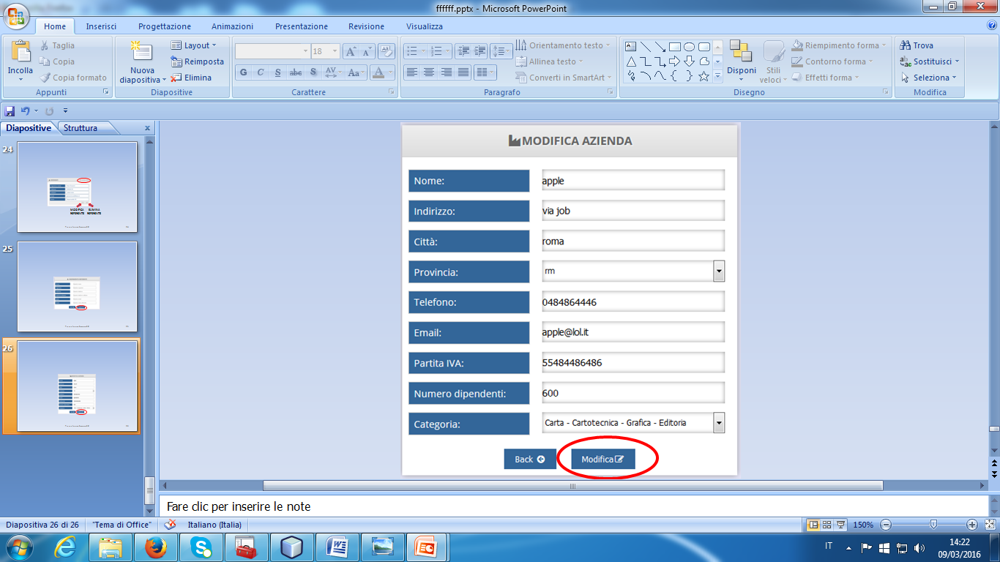 ffffff.pptx - Microsoft PowerPoint
Home Inserisci Progettazione Animazioni Presentazione Revisione Visualizza
Incolla
Taglia
Copia
Copia formato
Appunti
Nuova diapositiva
Layout
Reimposta
Elimina
Diapositive
18
G C S abc S AV Aa A
Carattere
Orientamento testo
Allinea testo
Converti in SmartArt
Paragrafo
Disponi
Stili veloci
Riempimento forma
Contorno forma
Effetti forma
Disegno
Trova
Sostituisci
Seleziona
Modifica
Diapositive Struttura x
24
MODIFICA REFERENTE
ELIMINA REFERENTE
25
26
MODIFICA AZIENDA
Nome: apple
Indirizzo: via job
Città: roma
Provincia: rm
Telefono: 0484864446
Email: apple@lol.it
Partita IVA: 55484486486
Numero dipendenti: 600
Categoria: Carta - Cartotecnica - Grafica - Editoria
Back Modifica
Fare clic per inserire le note
Diapositiva 26 di 26 "Tema di Office" Italiano (Italia) 150%
IT 14:22
09/03/2016